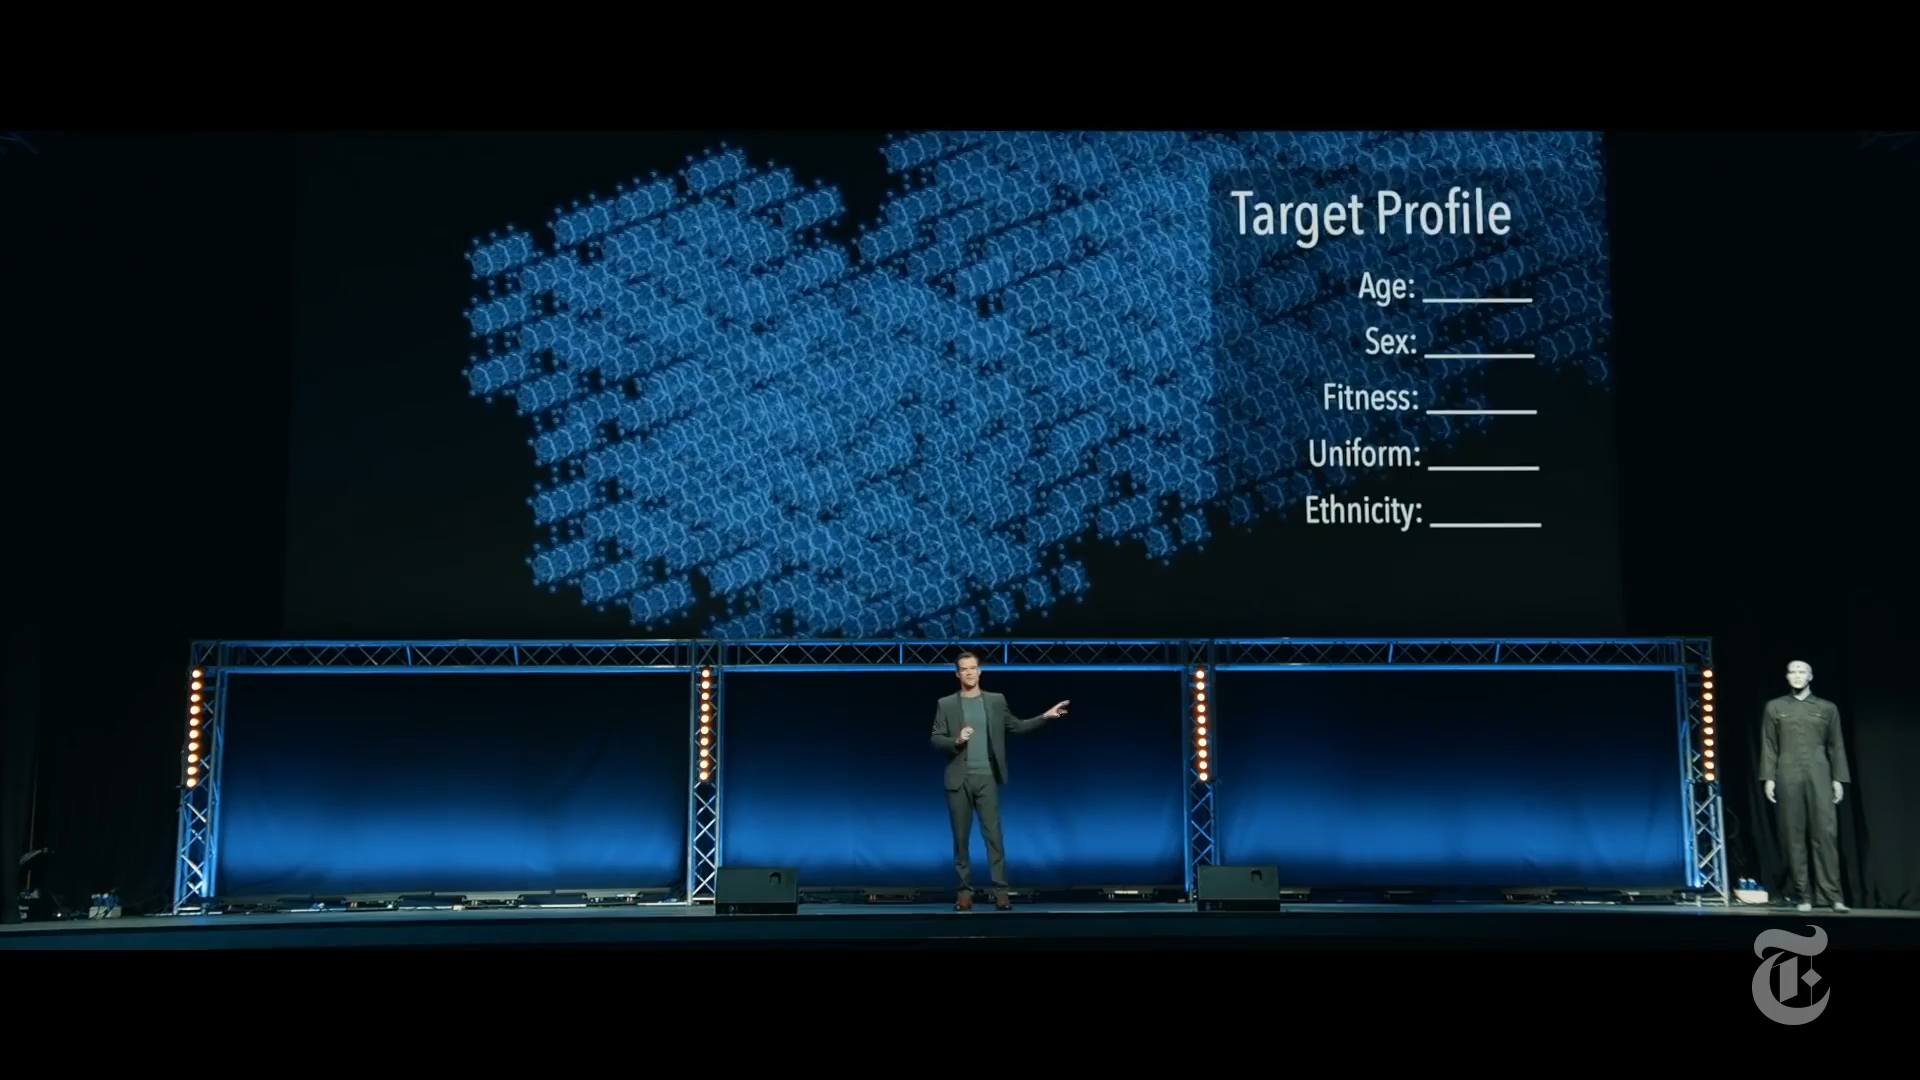 Target Profile
Age:
Sex:
Fitness:
Uniform:
Ethnicity:
T